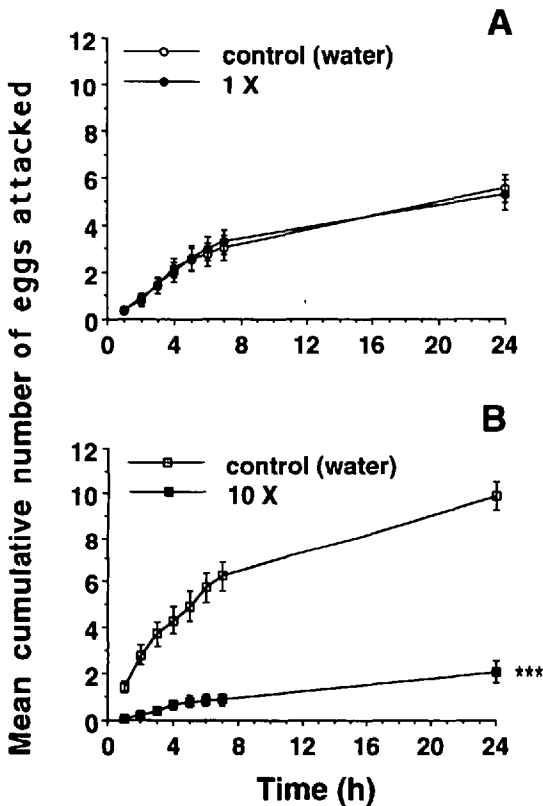 A
12
control (water)
10
1 X
8
6
4
2
0
0 4 8 12 16 20 24
B
12
control (water)
10
10 X
8
6
4
2
***
0
0 4 8 12 16 20 24
Time (h)
Mean cumulative number of eggs attacked